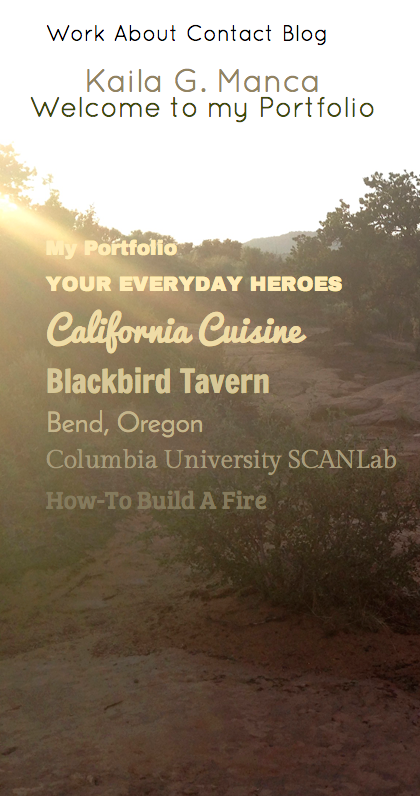 Work About Contact Blog
Kaila G. Manca
Welcome to my Portfolio
My Portfolio
YOUR EVERYDAY HEROES
California Cuisine
Blackbird Tavern
Bend, Oregon
Columbia University SCANLab
How-To Build A Fire